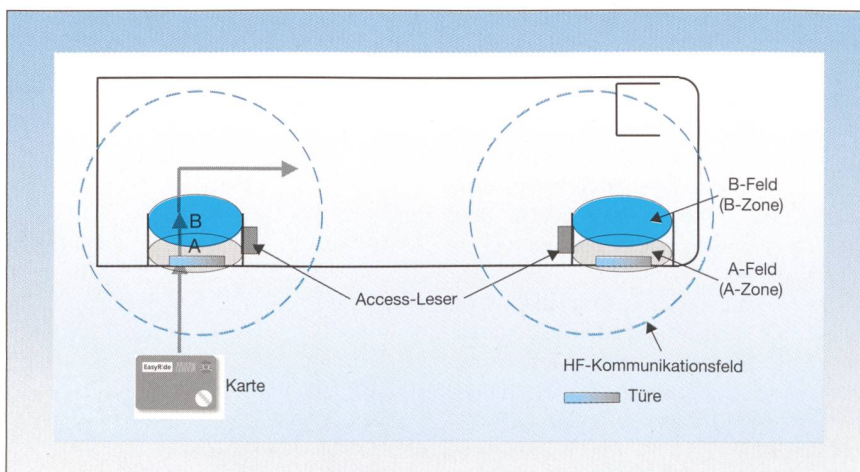 B
A
B-Feld
(B-Zone)
A-Feld
(A-Zone)
Access-Leser
HF-Kommunikationsfeld
EasyRide
Karte
Türe